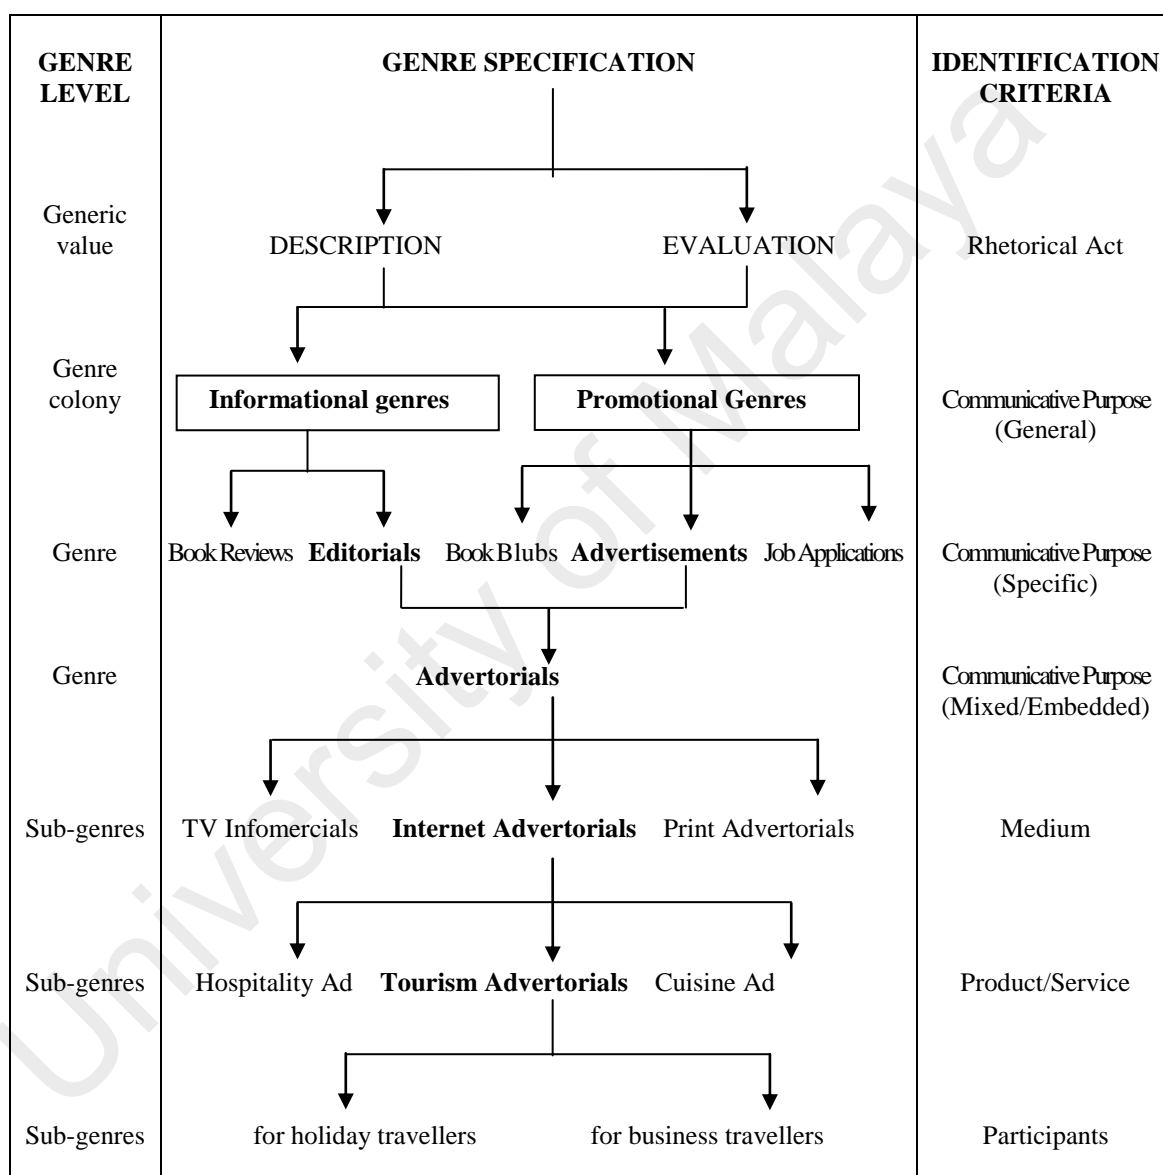 GENRE LEVEL
GENRE SPECIFICATION
IDENTIFICATION CRITERIA
Generic value
DESCRIPTION
EVALUATION
Rhetorical Act
Genre colony
Informational genres
Promotional Genres
Communicative Purpose (General)
Genre
Book Reviews
Editorials
Book Blubs
Advertisements
Job Applications
Communicative Purpose (Specific)
Genre
Advertorials
Communicative Purpose (Mixed/Embedded)
Sub-genres
TV Infomercials
Internet Advertorials
Print Advertorials
Medium
Sub-genres
Hospitality Ad
Tourism Advertorials
Cuisine Ad
Product/Service
Sub-genres
for holiday travellers
for business travellers
Participants
University of Malaya